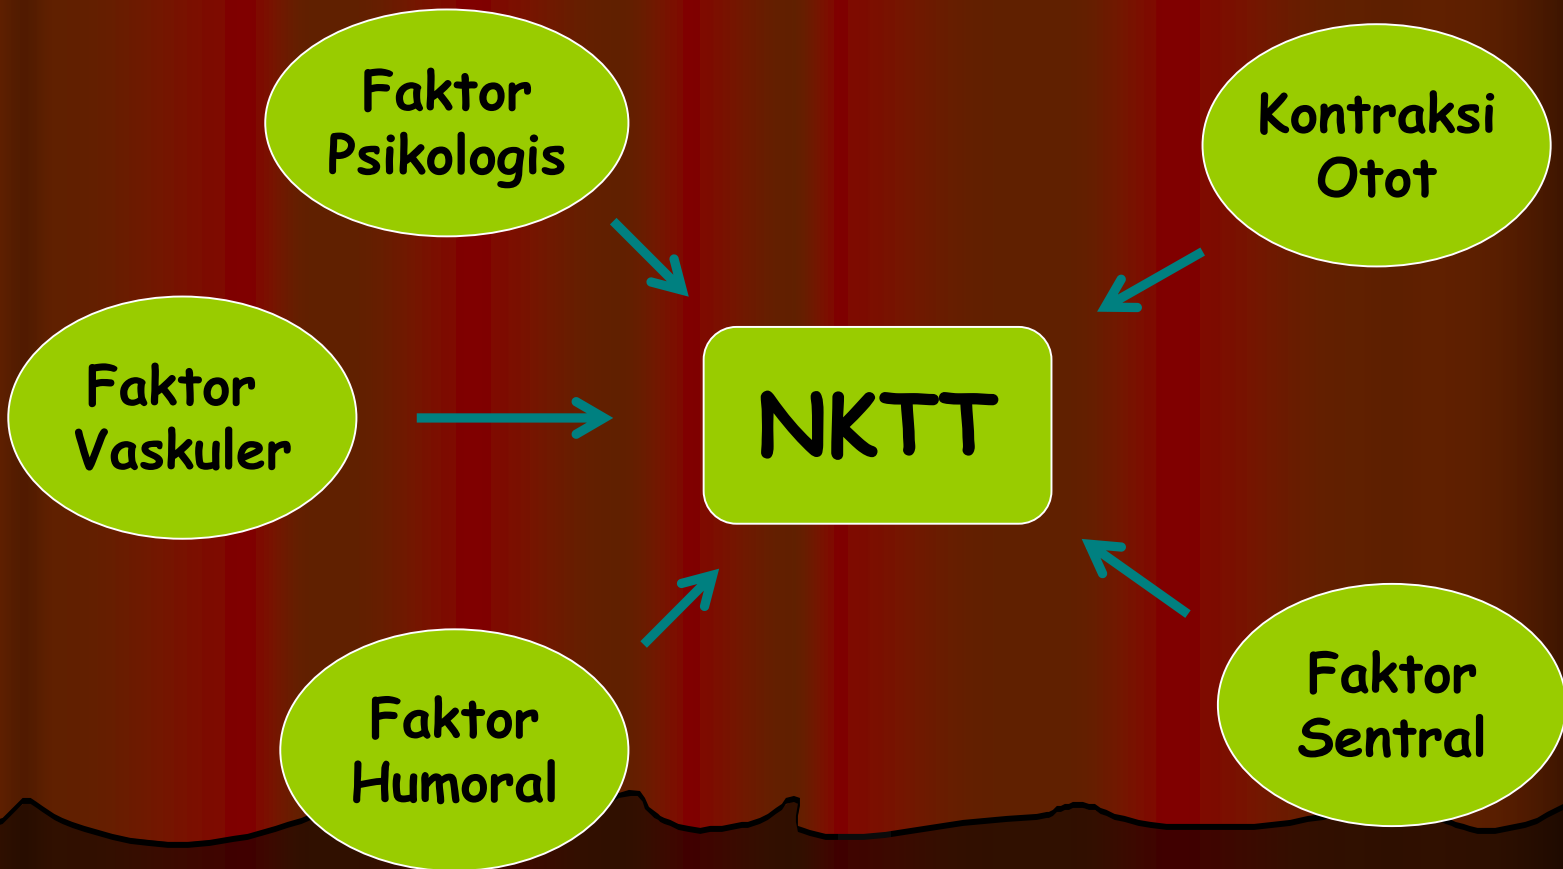 Faktor
Psikologis
Kontraksi
Otot
Faktor
Vaskuler
NKTT
Faktor
Humoral
Faktor
Sentral